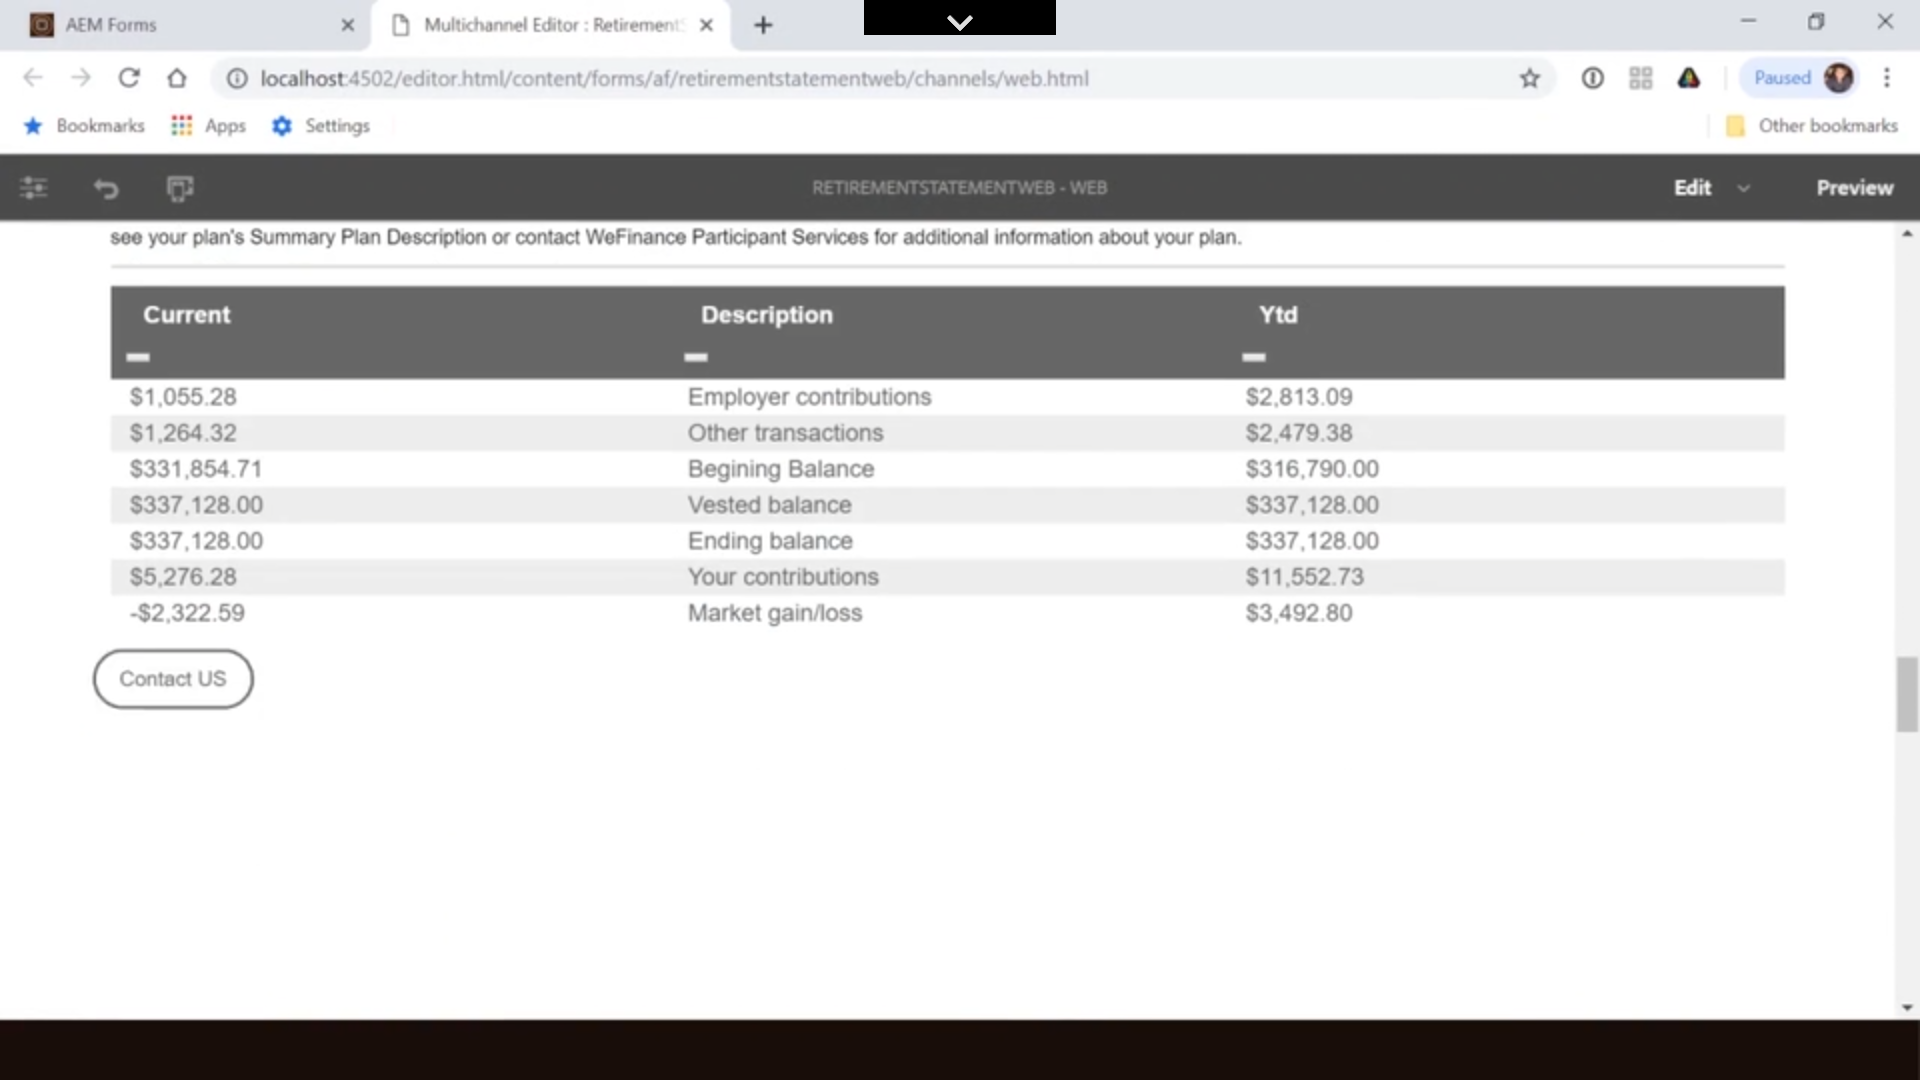 AEM Forms
Multichannel Editor : Retirement
localhost:4502/editor.html/content/forms/af/retirementstatementweb/channels/web.html
Paused
Bookmarks Apps Settings Other bookmarks
RETIREMENTSTATEMENTWEB - WEB
Edit Preview
see your plan's Summary Plan Description or contact WeFinance Participant Services for additional information about your plan.
Current Description Ytd
$1,055.28 Employer contributions $2,813.09
$1,264.32 Other transactions $2,479.38
$331,854.71 Begining Balance $316,790.00
$337,128.00 Vested balance $337,128.00
$337,128.00 Ending balance $337,128.00
$5,276.28 Your contributions $11,552.73
-$2,322.59 Market gain/loss $3,492.80
Contact US